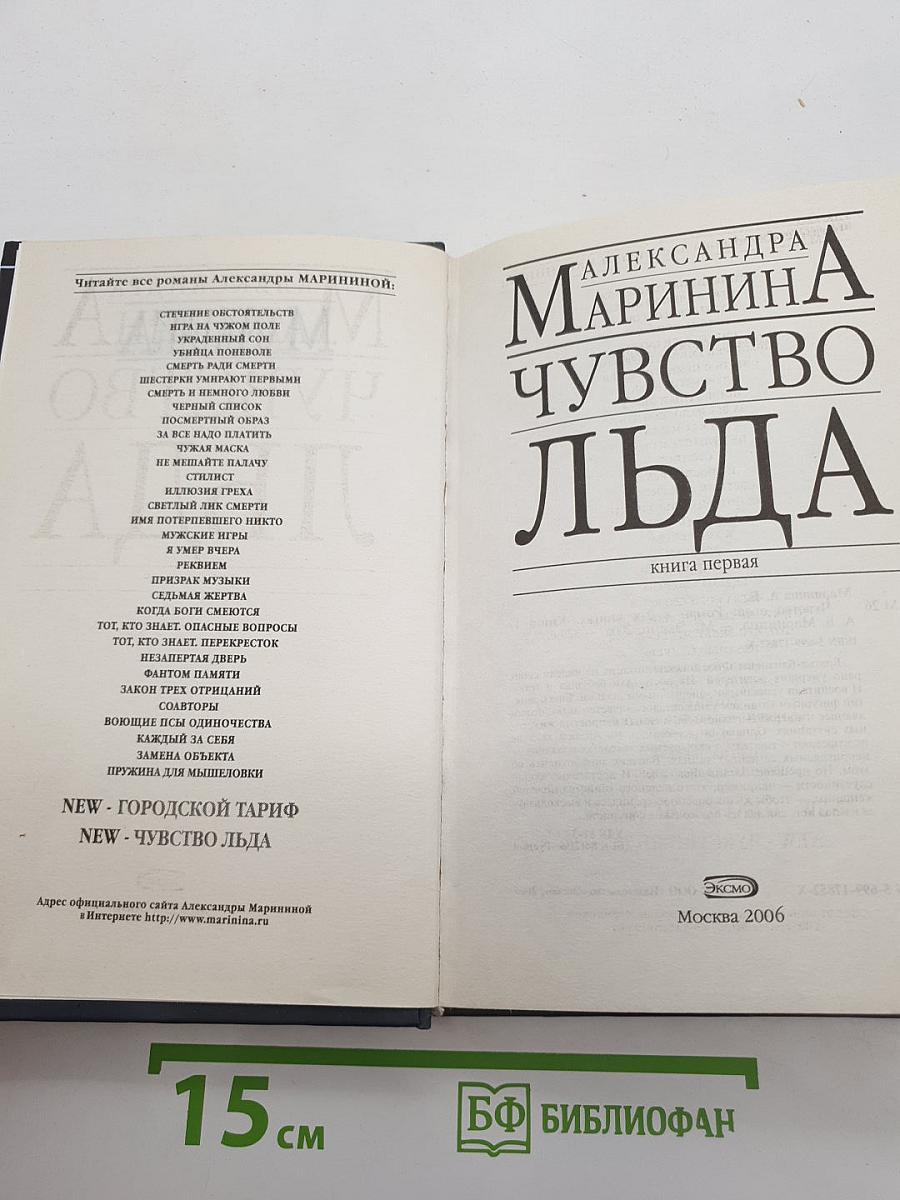 Читайте все романы Александры МАРИНИНОЙ:
СТЕЧЕНИЕ ОБСТОЯТЕЛЬСТВ
ИГРА НА ЧУЖОМ ПОЛЕ
УКРАДЕННЫЙ СОН
УБИЙЦА ПОНЕВОЛЕ
СМЕРТЬ РАДИ СМЕРТИ
ШЕСТЕРКИ УМИРАЮТ ПЕРВЫМИ
СМЕРТЬ И НЕМНОГО ЛЮБВИ
ЧЕРНЫЙ СПИСОК
ПОСМЕРТНЫЙ ОБРАЗ
ЗА ВСЕ НАДО ПЛАТИТЬ
ЧУЖАЯ МАСКА
НЕ МЕШАЙТЕ ПАЛАЧУ
СТИЛИСТ
ИЛЛЮЗИЯ ГРЕХА
СВЕТЛЫЙ ЛИК СМЕРТИ
ИМЯ ПОТЕРПЕВШЕГО НИКТО
МУЖСКИЕ ИГРЫ
Я УМЕР ВЧЕРА
РЕКВИЕМ
ПРИЗРАК МУЗЫКИ
СЕДЬМАЯ ЖЕРТВА
КОГДА БОГИ СМЕЮТСЯ
ТОТ, КТО ЗНАЕТ. ОПАСНЫЕ ВОПРОСЫ
ТОТ, КТО ЗНАЕТ. ПЕРЕКРЕСТОК
НЕЗАПЕРТАЯ ДВЕРЬ
ФАНТОМ ПАМЯТИ
ЗАКОН ТРЕХ ОТРИЦАНИЙ
СОАВТОРЫ
ВОЮЩИЕ ПСЫ ОДИНОЧЕСТВА
КАЖДЫЙ ЗА СЕБЯ
ЗАМЕНА ОБЪЕКТА
ПРУЖИНА ДЛЯ МЫШЕЛОВКИ
NEW - ГОРОДСКОЙ ТАРИФ
NEW - ЧУВСТВО ЛЬДА
Адрес официального сайта Александры Марининой
в Интернете http://www.marinina.ru
АЛЕКСАНДРА
МАРИНИНА
ЧУВСТВО
ЛЬДА
книга первая
ЭКСМО
Москва 2006
15 см
БФ БИБЛИОФАН